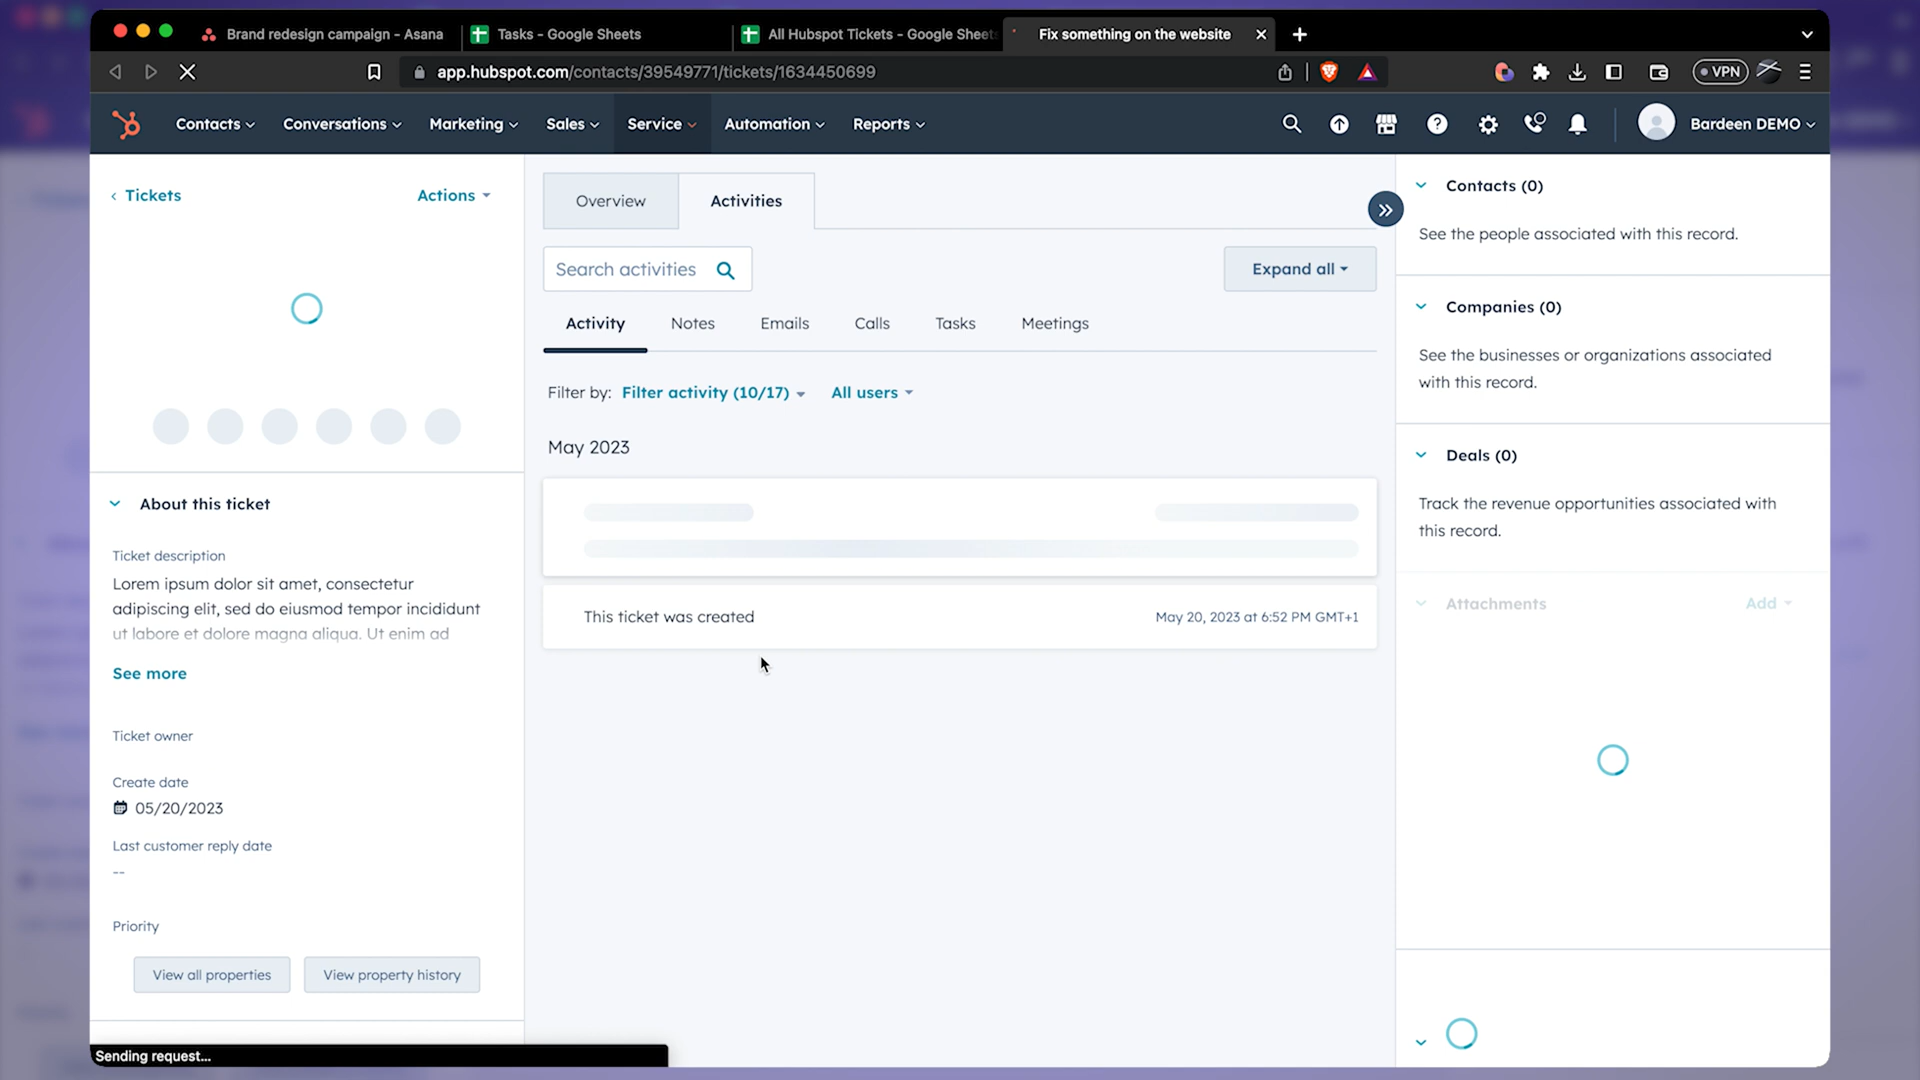 Brand redesign campaign - Asana
Tasks - Google Sheets
All Hubspot Tickets - Google Sheets
Fix something on the website
app.hubspot.com/contacts/39549771/tickets/1634450699
VPN
Contacts
Conversations
Marketing
Sales
Service
Automation
Reports
Bardeen DEMO
Tickets
Actions
About this ticket
Ticket description
Lorem ipsum dolor sit amet, consectetur
adipiscing elit, sed do eiusmod tempor incididunt
ut labore et dolore magna aliqua. Ut enim ad
See more
Ticket owner
Create date
05/20/2023
Last customer reply date
--
Priority
View all properties
View property history
Sending request...
Overview
Activities
Search activities
Expand all
Activity
Notes
Emails
Calls
Tasks
Meetings
Filter by: Filter activity (10/17)
All users
May 2023
This ticket was created
May 20, 2023 at 6:52 PM GMT+1
Contacts (0)
See the people associated with this record.
Companies (0)
See the businesses or organizations associated
with this record.
Deals (0)
Track the revenue opportunities associated with
this record.
Attachments
Add